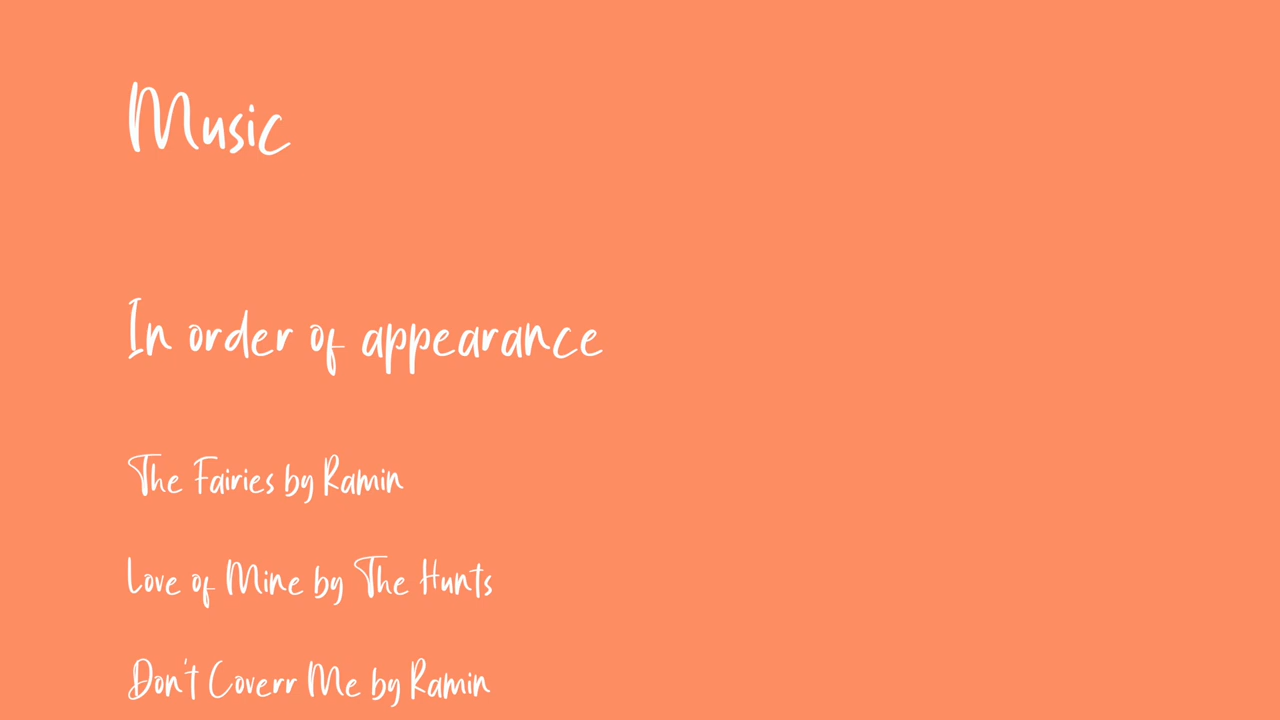 Music
In order of appearance
The Fairies by Ramin
Love of Mine by The Hunts
Don't Coverr Me by Ramin